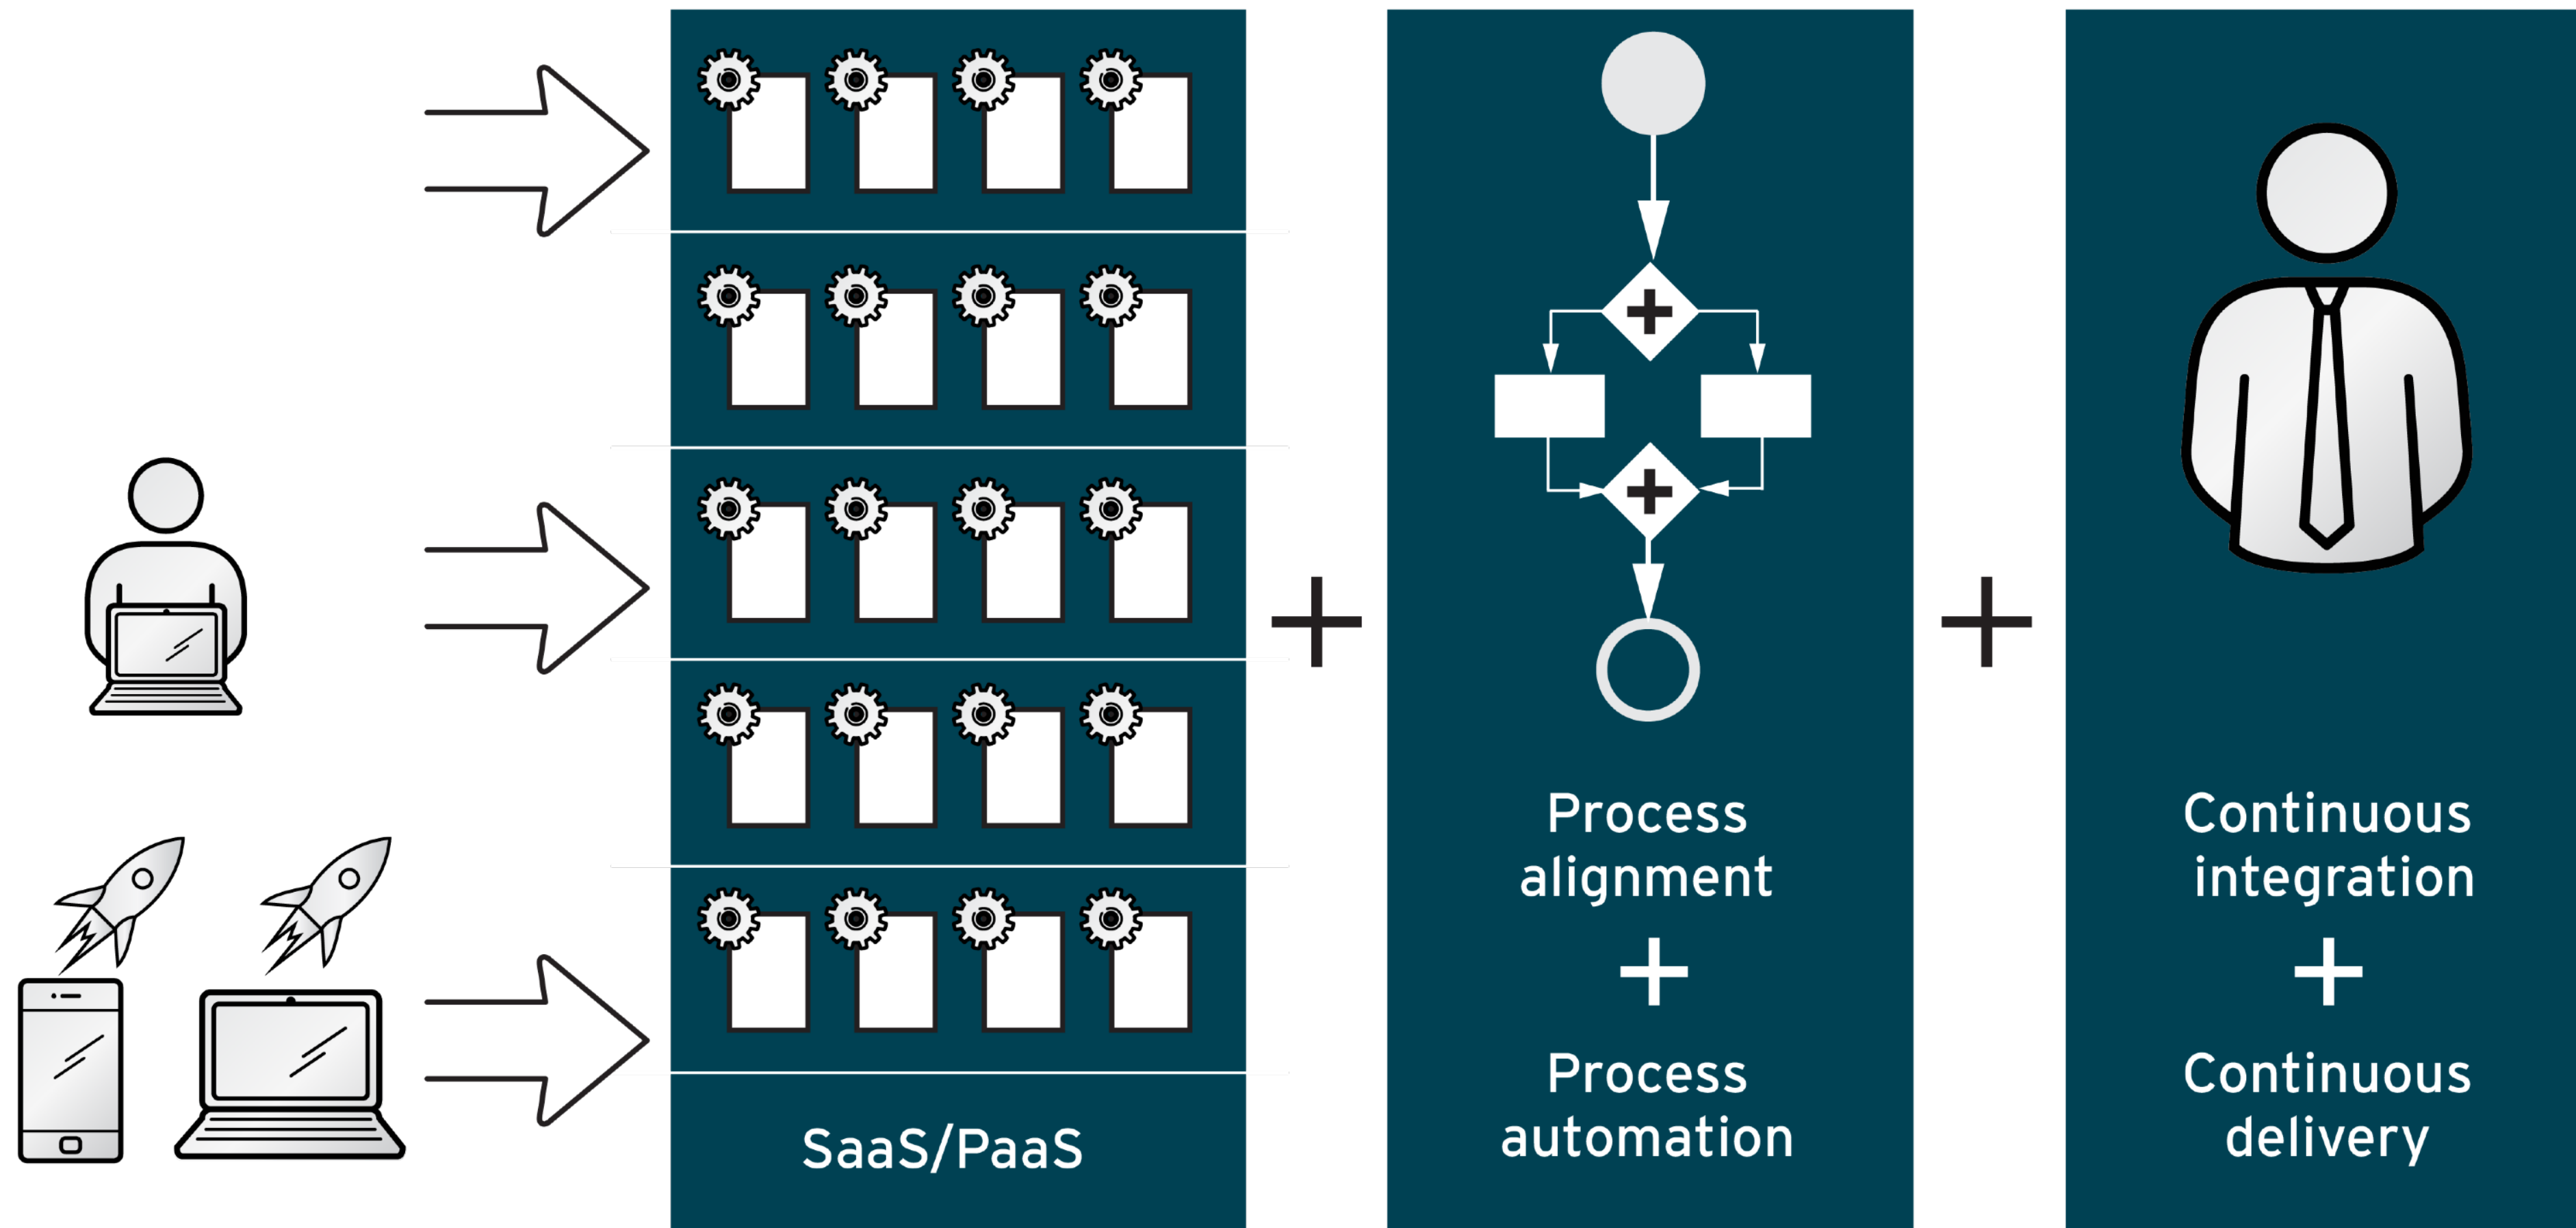 SaaS/PaaS
+
Process
alignment
+
Process
automation
+
Continuous
integration
+
Continuous
delivery